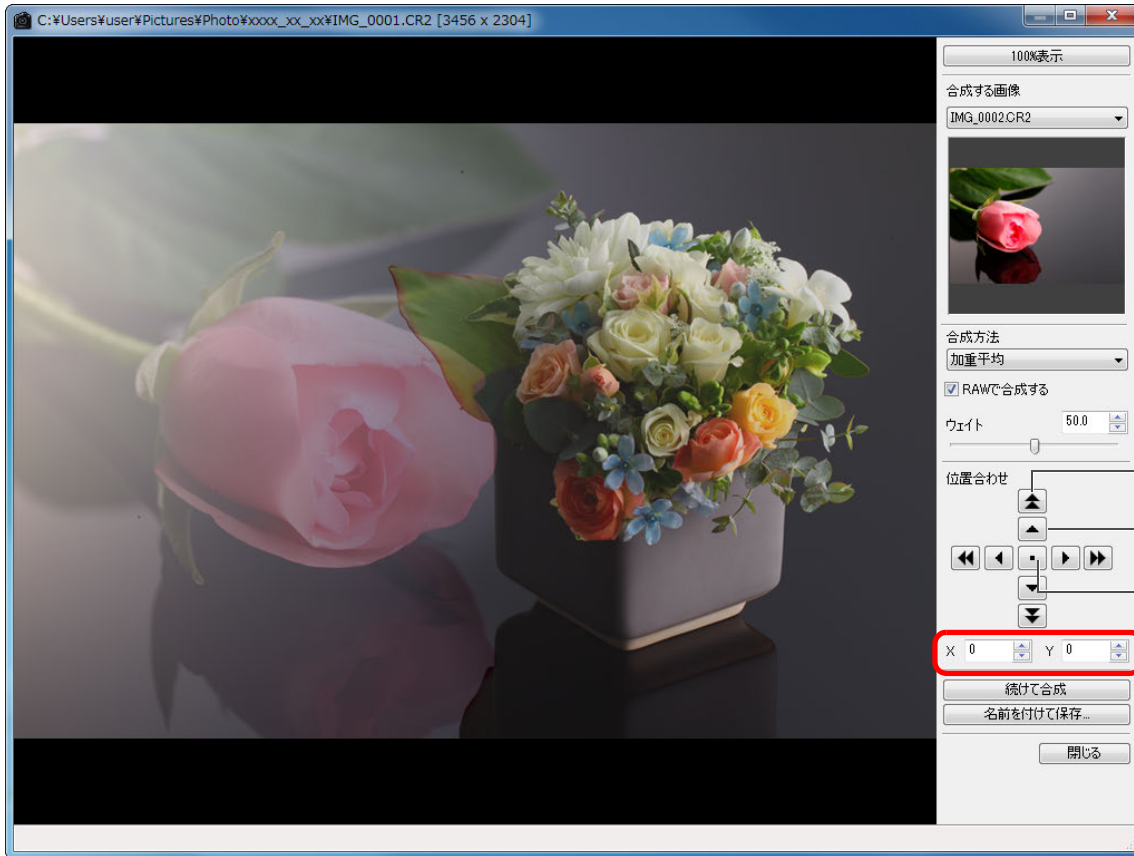 C:¥Users¥user¥Pictures¥Photo¥xxxx_xx_xx¥IMG_0001.CR2 [3456 x 2304]
100%表示
合成する画像
IMG_0002.CR2
合成方法
加重平均
RAWで合成する
ウェイト 50.0
位置合わせ
X 0 Y 0
続けて合成
名前を付けて保存...
閉じる